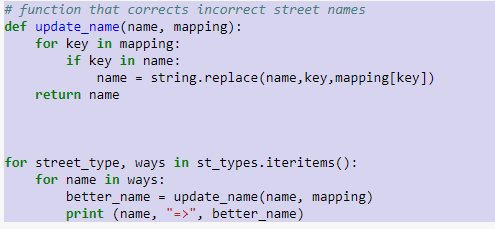 # function that corrects incorrect street names
def update_name(name, mapping):
    for key in mapping:
        if key in name:
            name = string.replace(name,key,mapping[key])
    return name
for street_type, ways in st_types.iteritems():
    for name in ways:
        better_name = update_name(name, mapping)
        print (name, "=>", better_name)